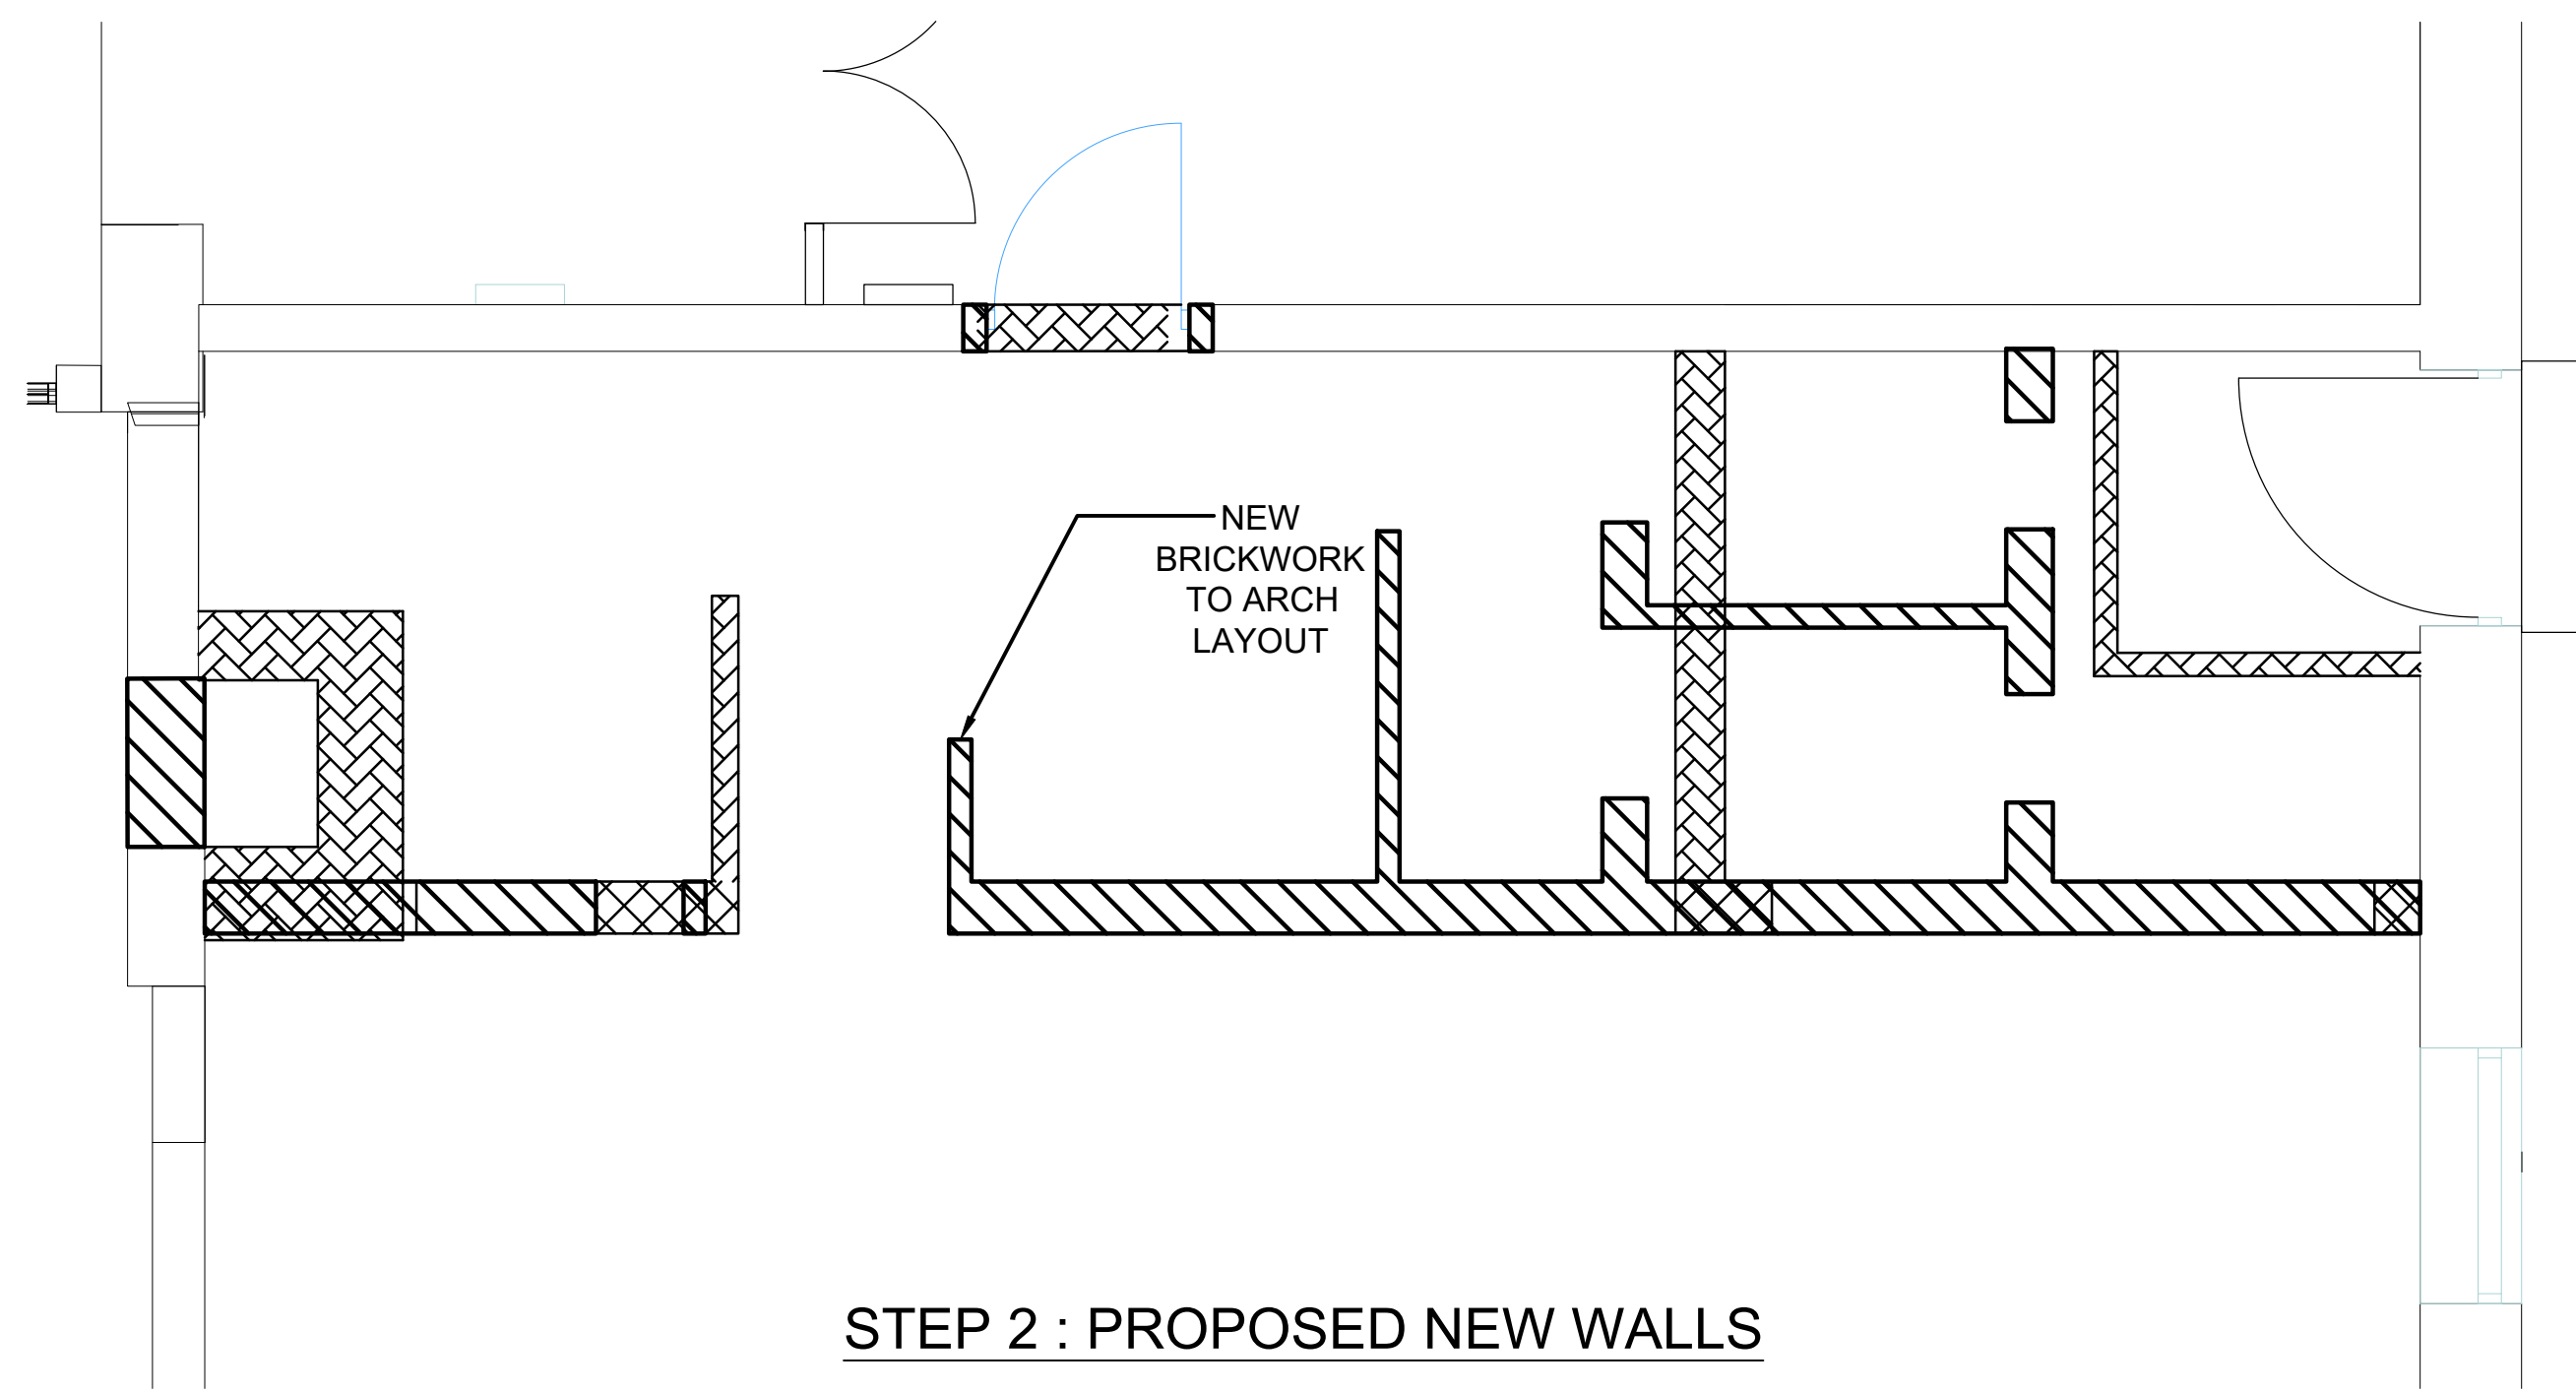 NEW
BRICKWORK
TO ARCH
LAYOUT
STEP 2 : PROPOSED NEW WALLS